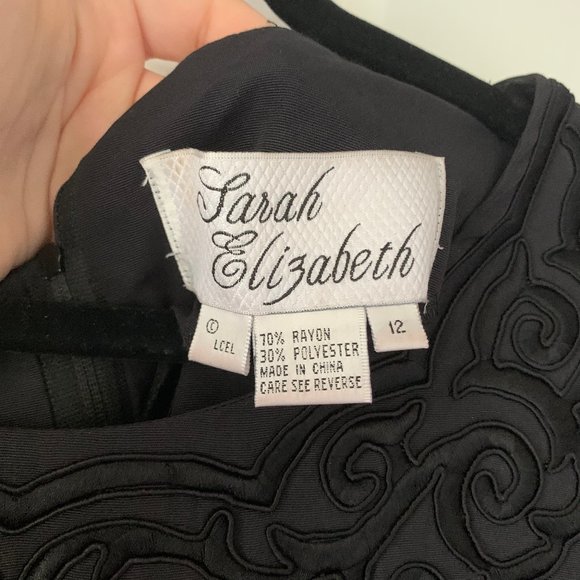 Sarah
Elizabeth
©
LCEL
70% RAYON
30% POLYESTER
MADE IN CHINA
CARE SEE REVERSE
12